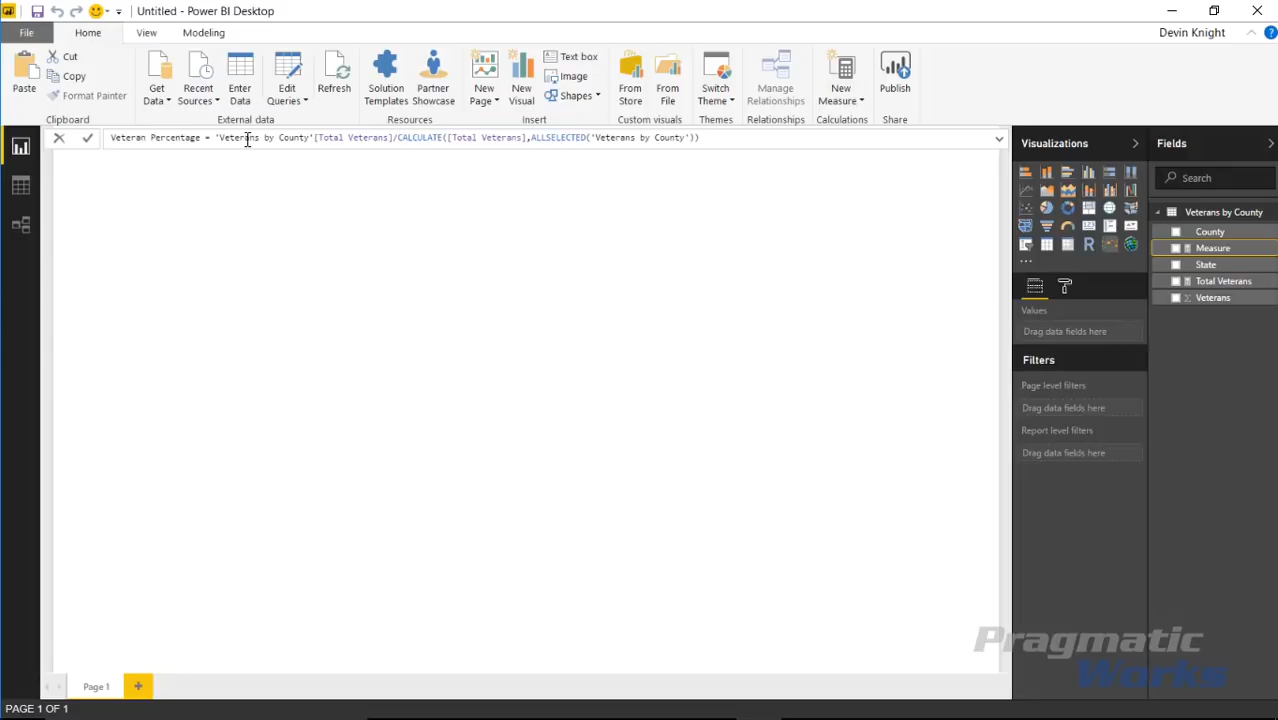 Untitled - Power BI Desktop
File
Home
View
Modeling
Devin Knight
Paste
Cut
Copy
Format Painter
Clipboard
Get Data
Recent Sources
Enter Data
Edit Queries
Refresh
External data
Solution Templates
Partner Showcase
Resources
New Page
New Visual
Text box
Image
Shapes
Insert
From Store
From File
Custom visuals
Switch Theme
Themes
Manage Relationships
Relationships
New Measure
Calculations
Publish
Share
Veteran Percentage = 'Veterans by County'[Total Veterans]/CALCULATE([Total Veterans],ALLSELECTED('Veterans by County'))
Visualizations
R
Values
Drag data fields here
Filters
Page level filters
Drag data fields here
Report level filters
Drag data fields here
Fields
Search
Veterans by County
County
Measure
State
Total Veterans
Σ Veterans
Pragmatic
Works
Page 1
PAGE 1 OF 1